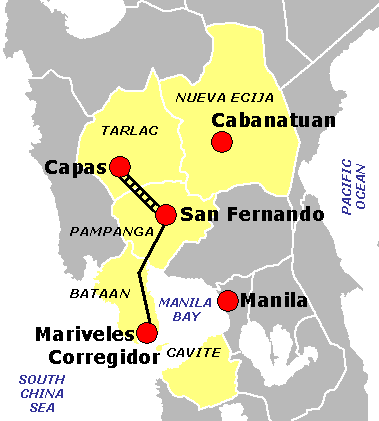 NUEVA ECIJA
Cabanatuan
TARLAC
Capas
PACIFIC
OCEAN
San Fernando
PAMPANGA
BATAAN
MANILA
BAY
Manila
Mariveles
Corregidor
CAVITE
SOUTH
CHINA
SEA